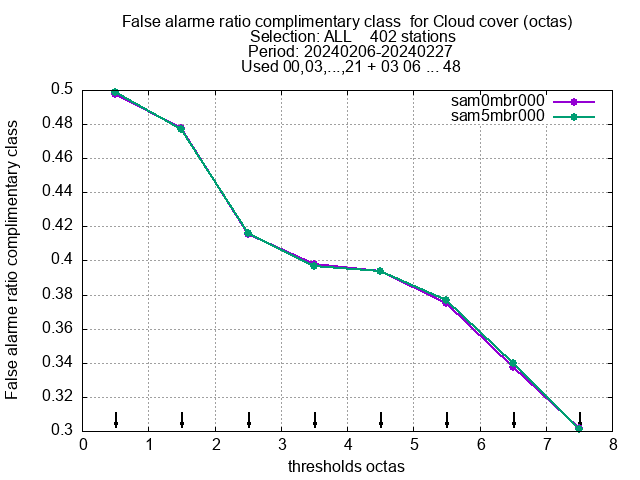 False alarme ratio complimentary class for Cloud cover (octas)
Selection: ALL 402 stations
Period: 20240206-20240227
Used 00,03,...,21 + 03 06 ... 48
sam0mbr000
sam5mbr000
False alarme ratio complimentary class
0.5
0.48
0.46
0.44
0.42
0.4
0.38
0.36
0.34
0.32
0.3
0 1 2 3 4 5 6 7 8
thresholds octas